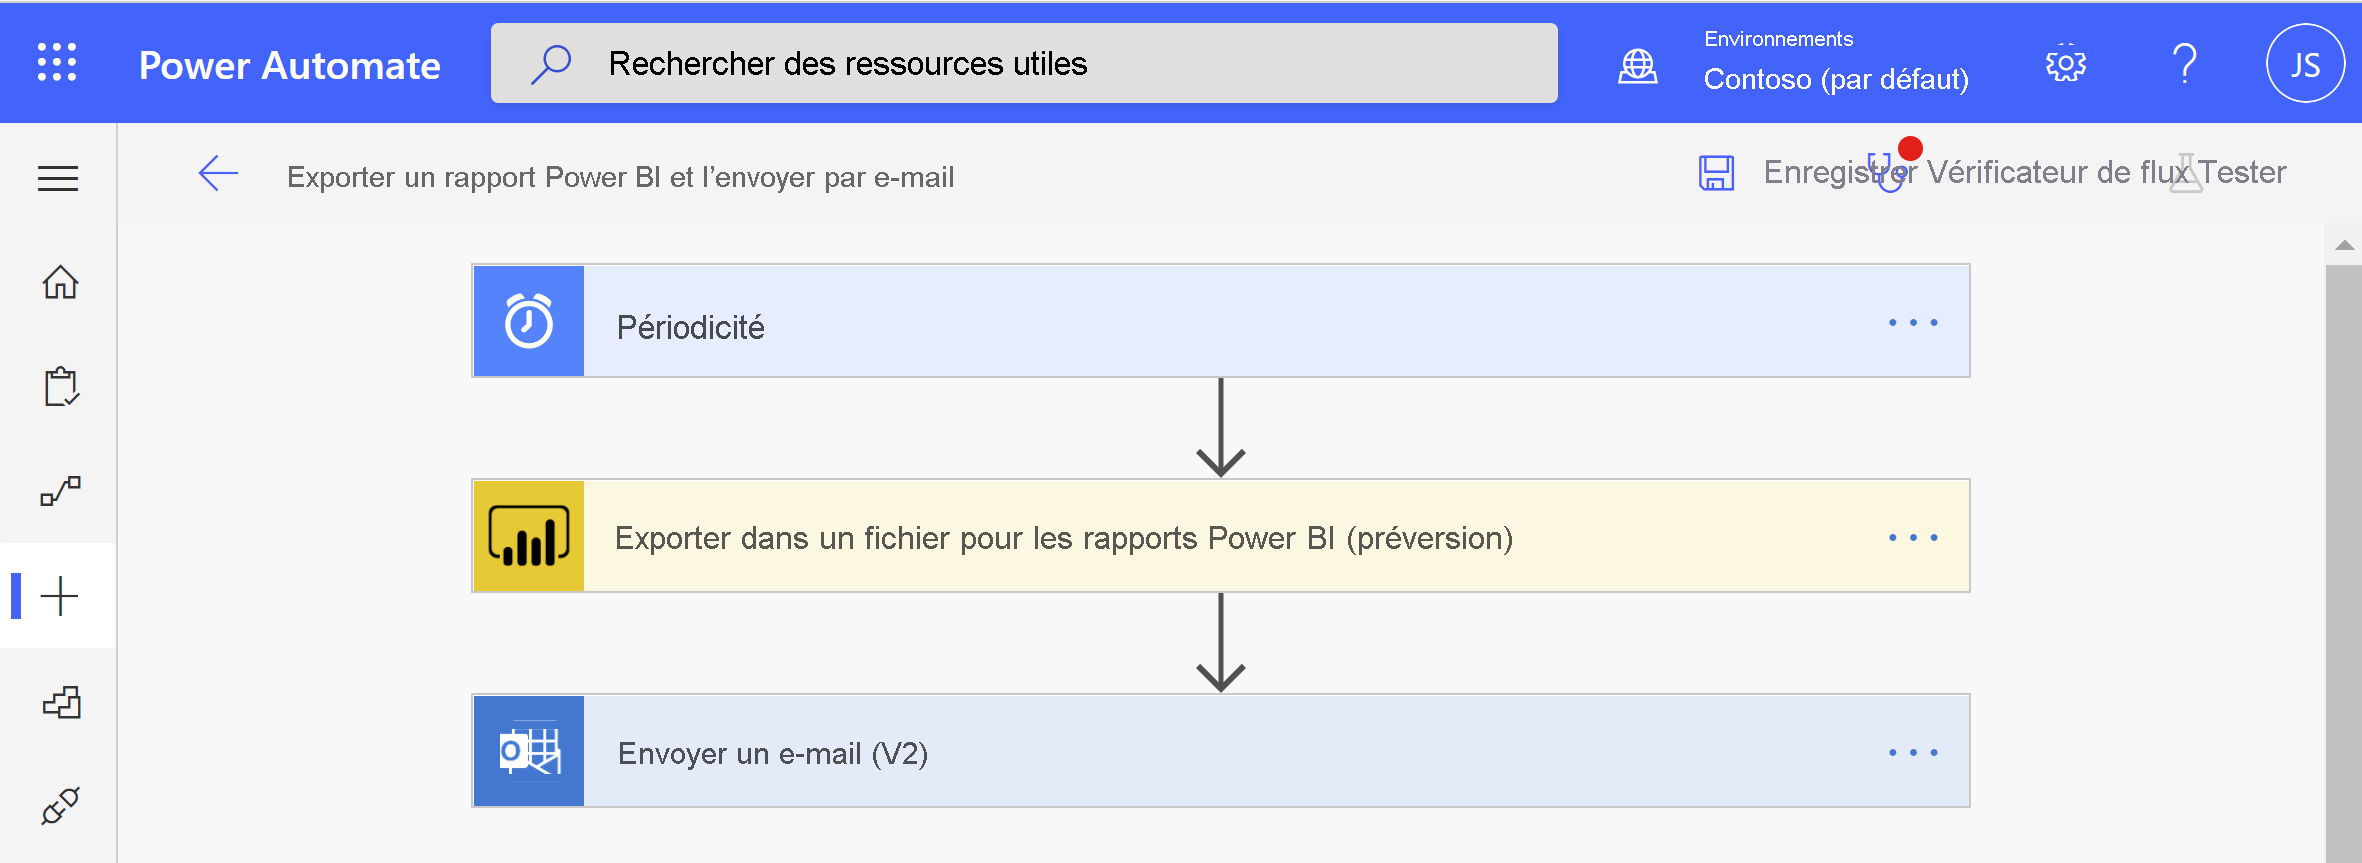 Power Automate
Rechercher des ressources utiles
Environnements
Contoso (par défaut)
JS
Exporter un rapport Power BI et l’envoyer par e-mail
Enregistrer Vérificateur de flux Tester
Périodicité
Exporter dans un fichier pour les rapports Power BI (préversion)
Envoyer un e-mail (V2)